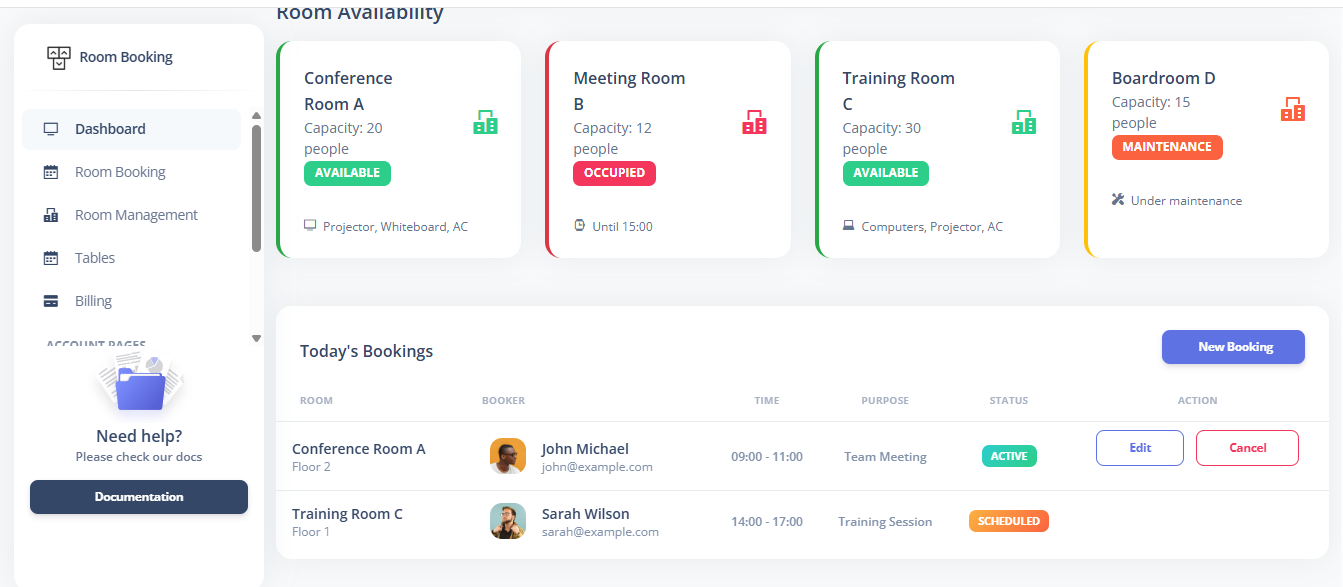 Room Availability
Room Booking
Dashboard
Room Booking
Room Management
Tables
Billing
ACCOUNT PAGES
Need help?
Please check our docs
Documentation
Conference
Room A
Capacity: 20
people
AVAILABLE
Projector, Whiteboard, AC
Meeting Room
B
Capacity: 12
people
OCCUPIED
Until 15:00
Training Room
C
Capacity: 30
people
AVAILABLE
Computers, Projector, AC
Boardroom D
Capacity: 15
people
MAINTENANCE
Under maintenance
Today's Bookings
New Booking
ROOM BOOKER TIME PURPOSE STATUS ACTION
Conference Room A John Michael 09:00 - 11:00 Team Meeting ACTIVE Edit Cancel
Floor 2 john@example.com
Training Room C Sarah Wilson 14:00 - 17:00 Training Session SCHEDULED
Floor 1 sarah@example.com